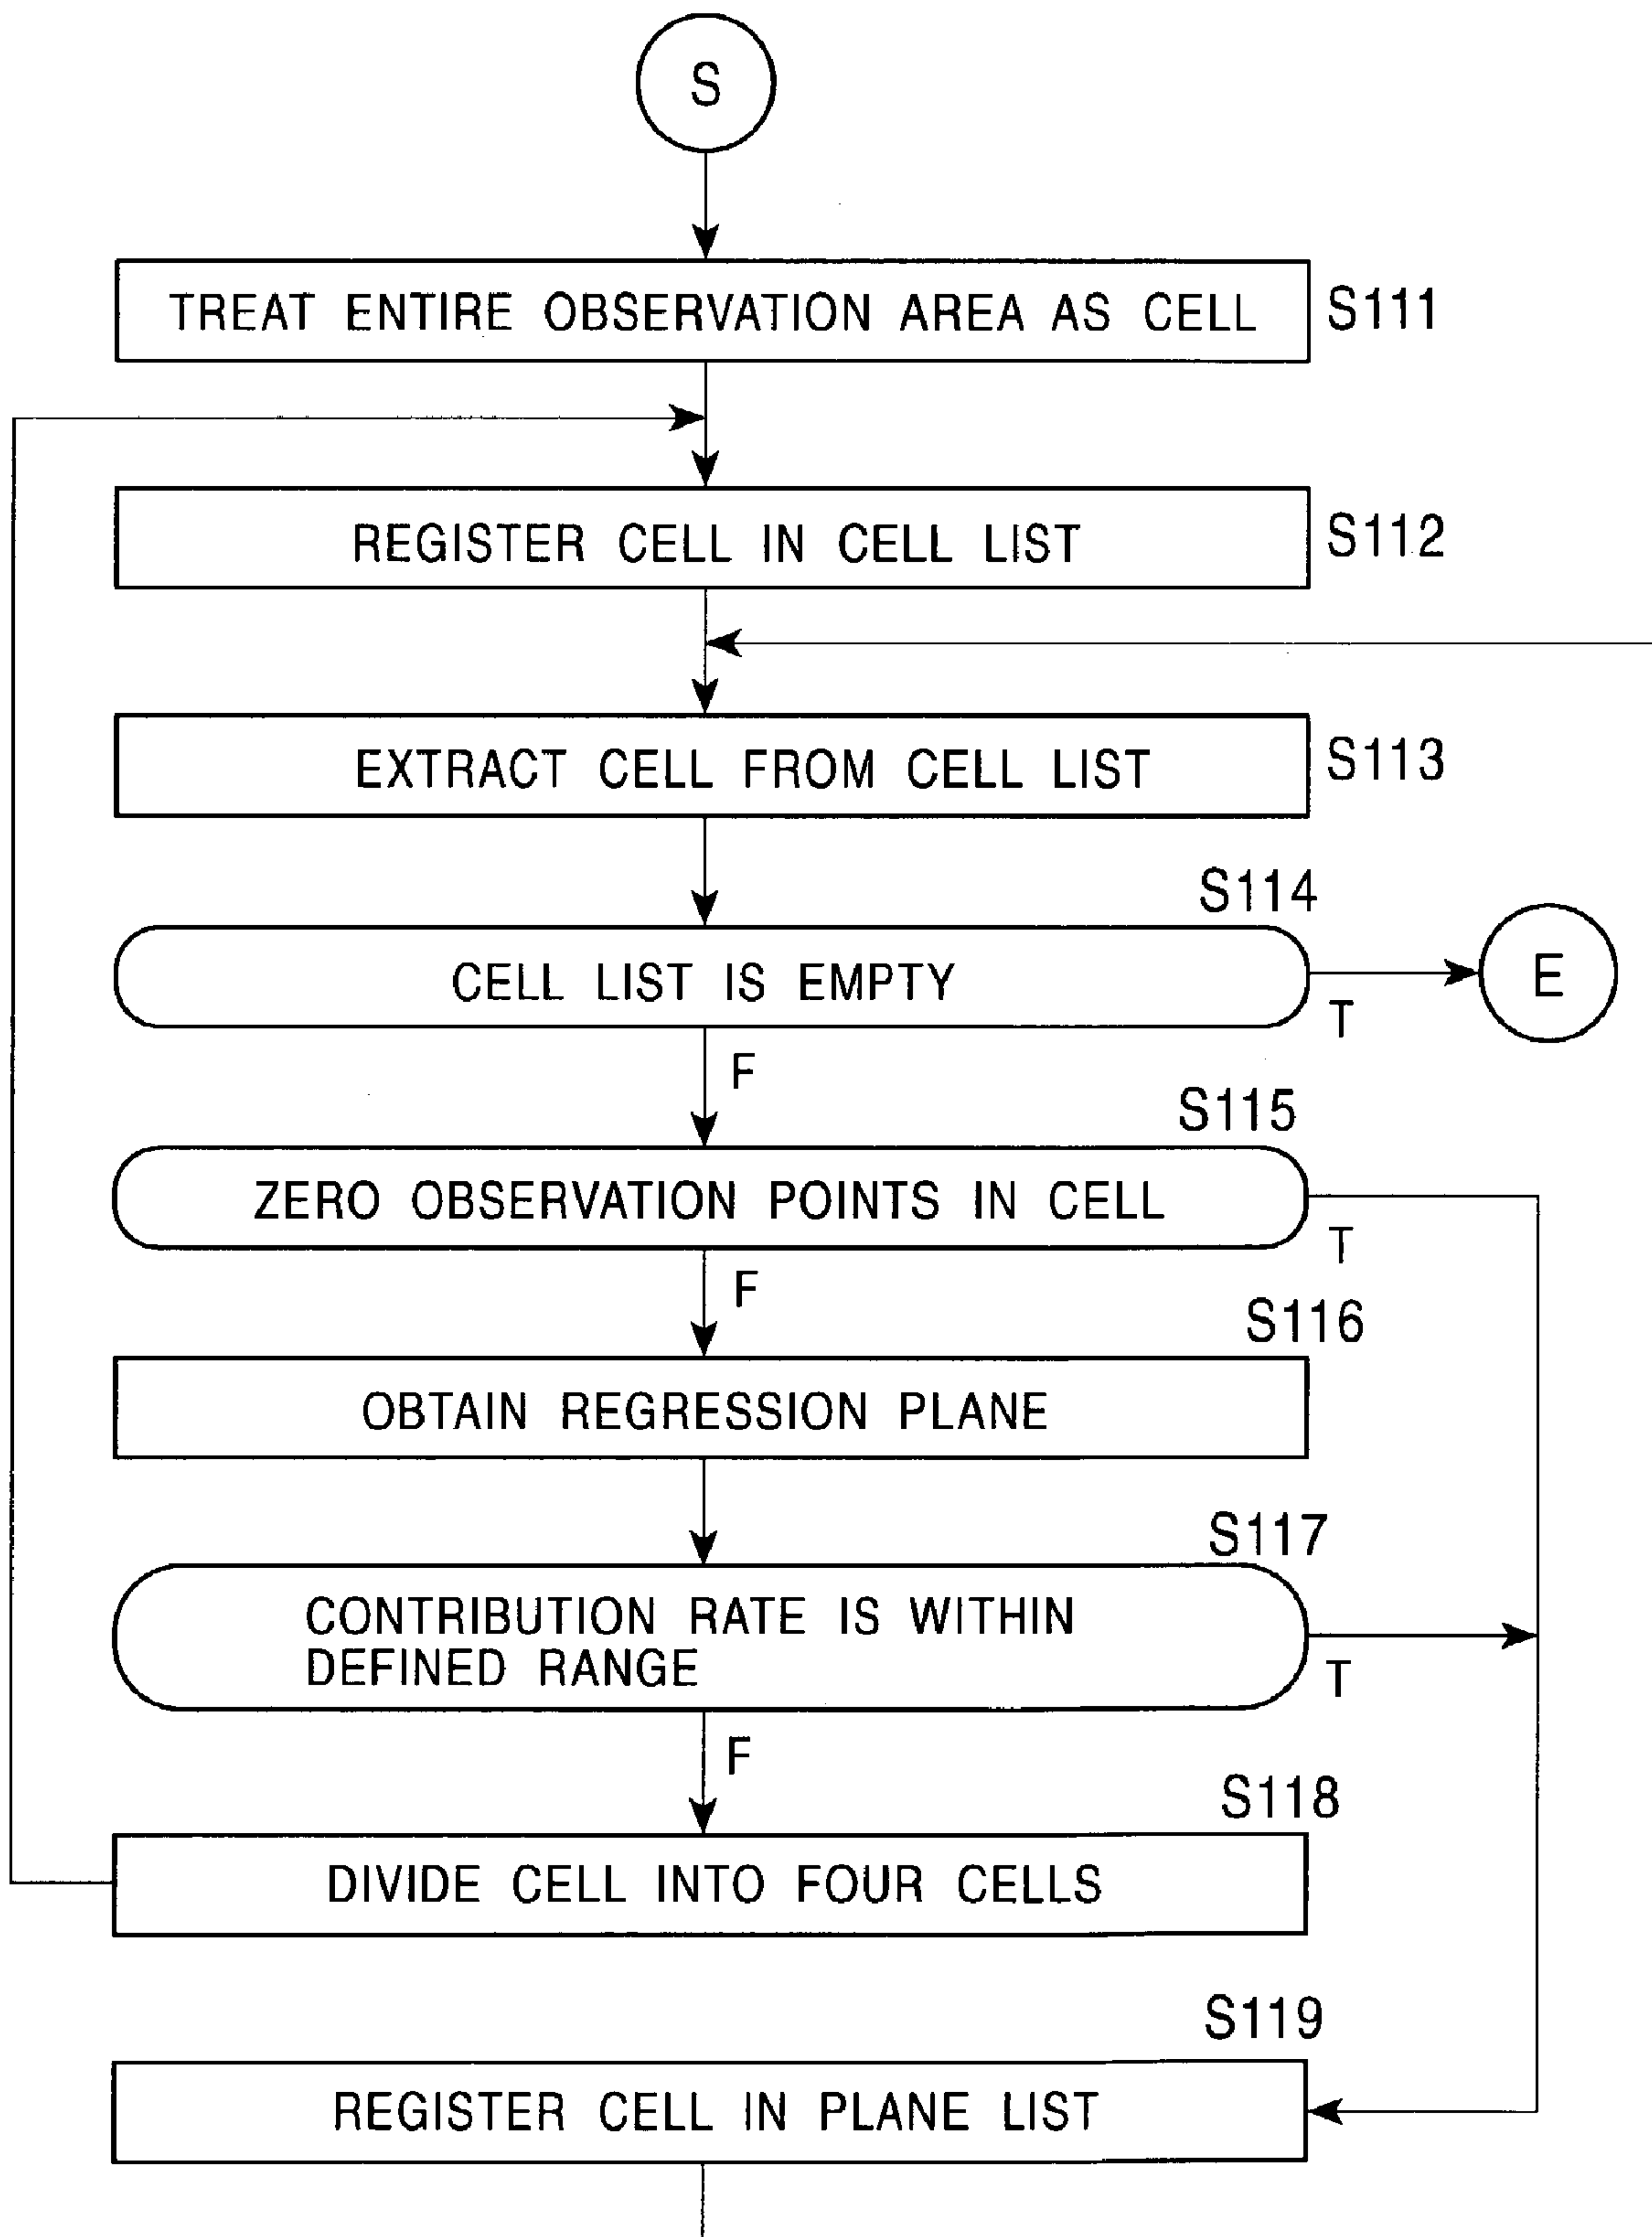 S
TREAT ENTIRE OBSERVATION AREA AS CELL
S111
REGISTER CELL IN CELL LIST
S112
EXTRACT CELL FROM CELL LIST
S113
S114
CELL LIST IS EMPTY
E
T
F
S115
ZERO OBSERVATION POINTS IN CELL
T
F
S116
OBTAIN REGRESSION PLANE
S117
CONTRIBUTION RATE IS WITHIN
DEFINED RANGE
T
F
S118
DIVIDE CELL INTO FOUR CELLS
S119
REGISTER CELL IN PLANE LIST